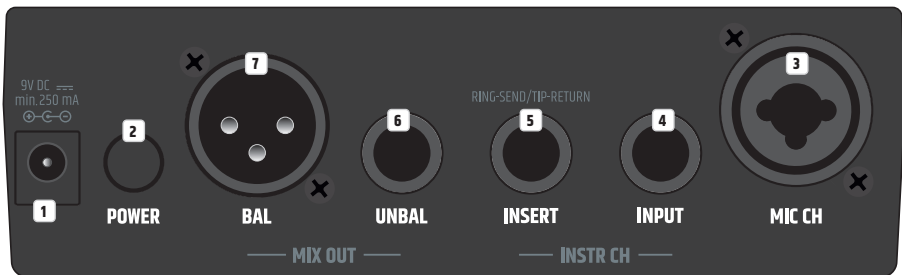 9V DC ⎓
min.250 mA
1
2
POWER
7
BAL
6
UNBAL
MIX OUT
RING-SEND/TIP-RETURN
5
INSERT
4
INPUT
INSTR CH
3
MIC CH